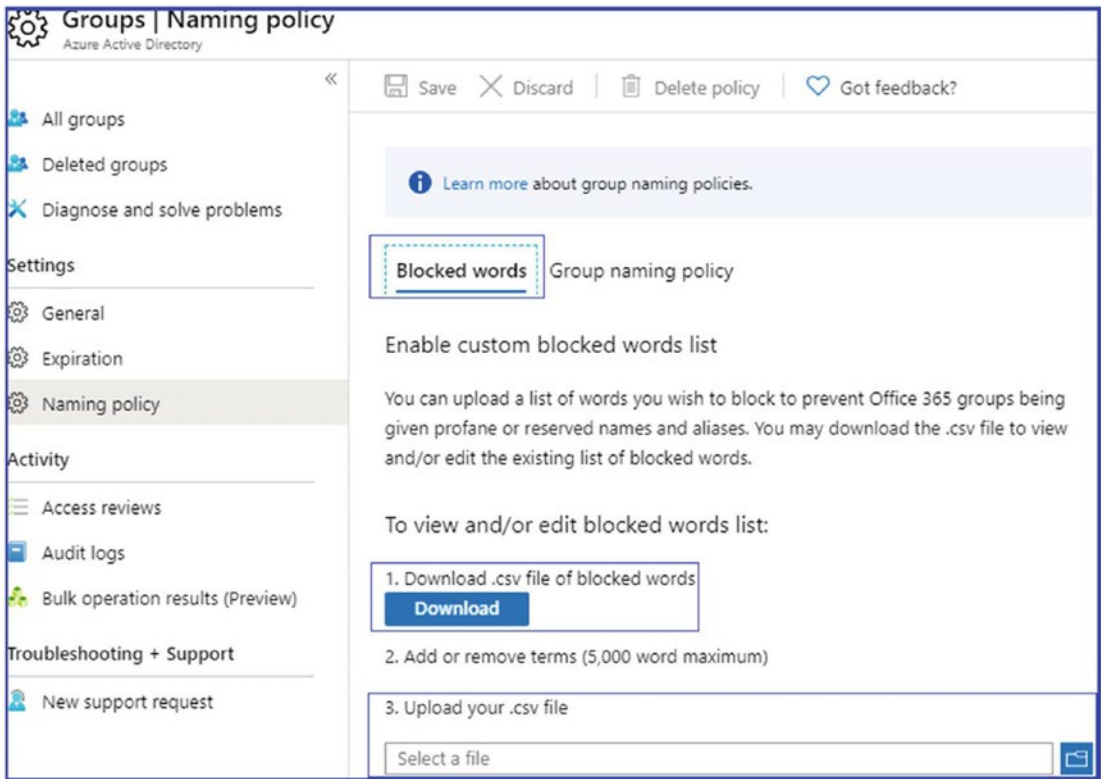 Groups | Naming policy
Azure Active Directory
«
All groups
Deleted groups
Diagnose and solve problems
Settings
General
Expiration
Naming policy
Activity
Access reviews
Audit logs
Bulk operation results (Preview)
Troubleshooting + Support
New support request
Save Discard Delete policy Got feedback?
Learn more about group naming policies.
Blocked words Group naming policy
Enable custom blocked words list
You can upload a list of words you wish to block to prevent Office 365 groups being
given profane or reserved names and aliases. You may download the .csv file to view
and/or edit the existing list of blocked words.
To view and/or edit blocked words list:
1. Download .csv file of blocked words
Download
2. Add or remove terms (5,000 word maximum)
3. Upload your .csv file
Select a file